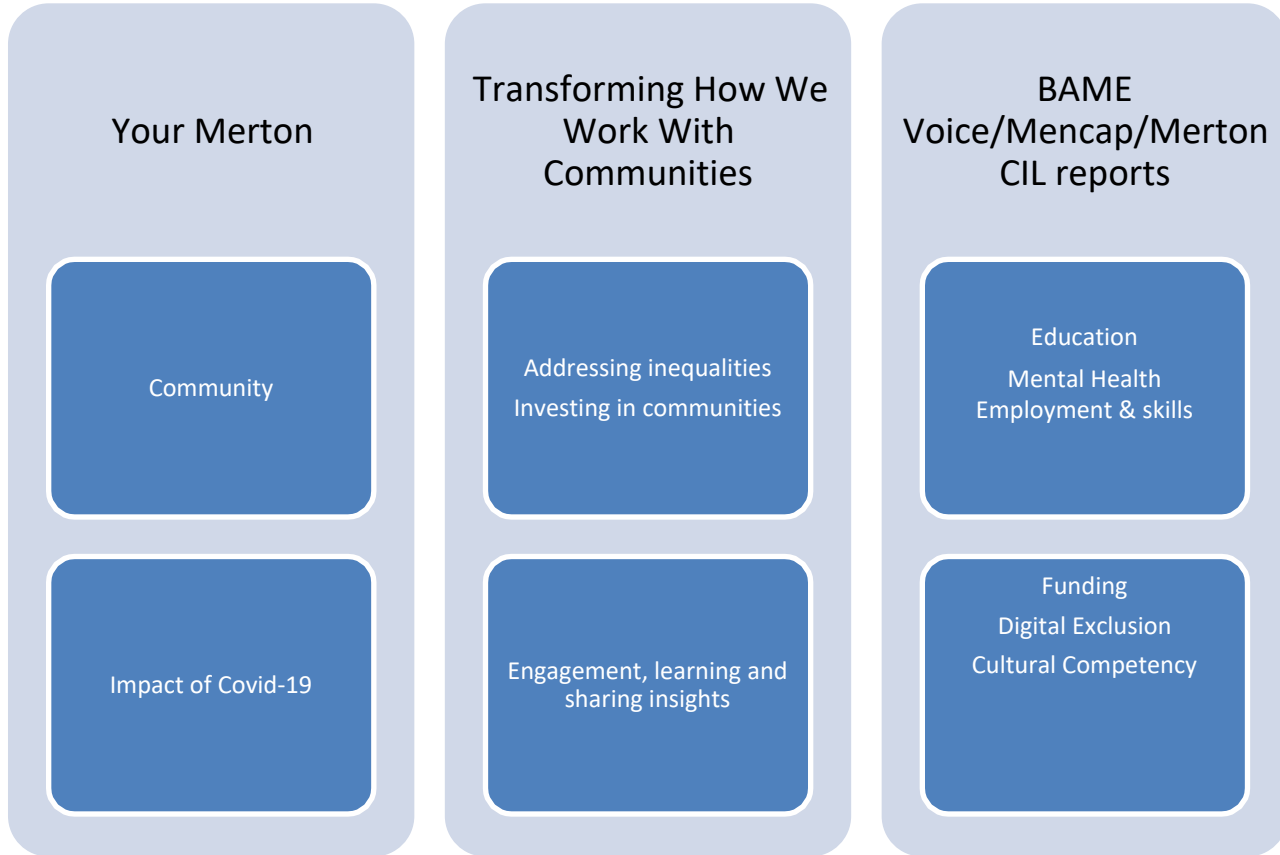 Your Merton
Community
Impact of Covid-19
Transforming How We
Work With
Communities
Addressing inequalities
Investing in communities
Engagement, learning and
sharing insights
BAME
Voice/Mencap/Merton
CIL reports
Education
Mental Health
Employment & skills
Funding
Digital Exclusion
Cultural Competency